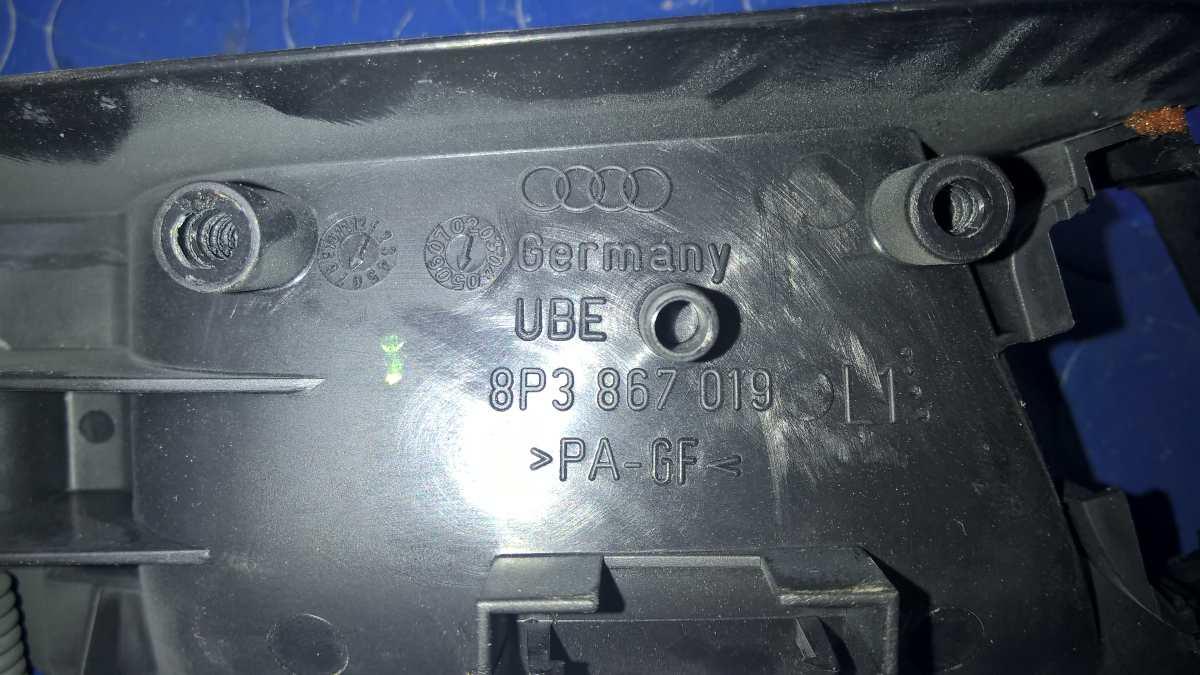 Germany
UBE
8P3 867 019
>PA-GF<